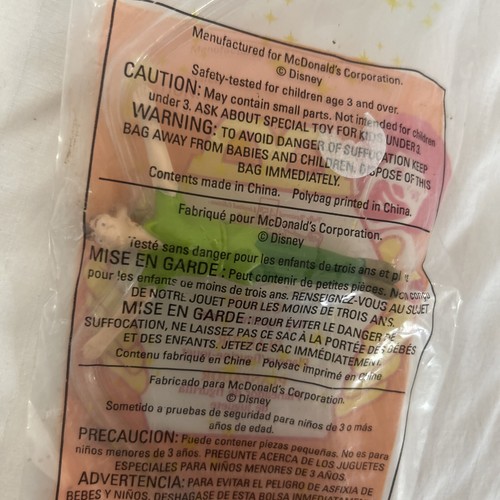 Manufactured for McDonald's Corporation.
© Disney
Safety-tested for children age 3 and over.
CAUTION: May contain small parts. Not intended for children
under 3. ASK ABOUT SPECIAL TOY FOR KIDS UNDER 3.
WARNING: TO AVOID DANGER OF SUFFOCATION KEEP
BAG AWAY FROM BABIES AND CHILDREN. DISPOSE OF THIS
BAG IMMEDIATELY.
Contents made in China. Polybag printed in China.
Fabriqué pour McDonald's Corporation.
© Disney
Testé sans danger pour les enfants de trois ans et plus
MISE EN GARDE : Peut contenir de petites pièces. Non conçu
pour les enfants de moins de trois ans. RENSEIGNEZ-VOUS AU SUJET
DE NOTRE JOUET POUR LES MOINS DE TROIS ANS.
MISE EN GARDE : POUR ÉVITER LE DANGER DE
SUFFOCATION, NE LAISSEZ PAS CE SAC À LA PORTÉE DES BÉBÉS
ET DES ENFANTS. JETEZ CE SAC IMMÉDIATEMENT.
Contenu fabriqué en Chine Polysac imprimé en Chine
Fabricado para McDonald's Corporation.
© Disney
Sometido a pruebas de seguridad para niños de 3 o más
años de edad.
PRECAUCION: Puede contener piezas pequeñas. No es para
niños menores de 3 años. PREGUNTE ACERCA DE LOS JUGUETES
ESPECIALES PARA NIÑOS MENORES DE 3 AÑOS.
ADVERTENCIA: PARA EVITAR EL PELIGRO DE ASFIXIA DE
BEBES Y NIÑOS, DESHAGASE DE ESTA BOLSA INMEDIATAMENTE